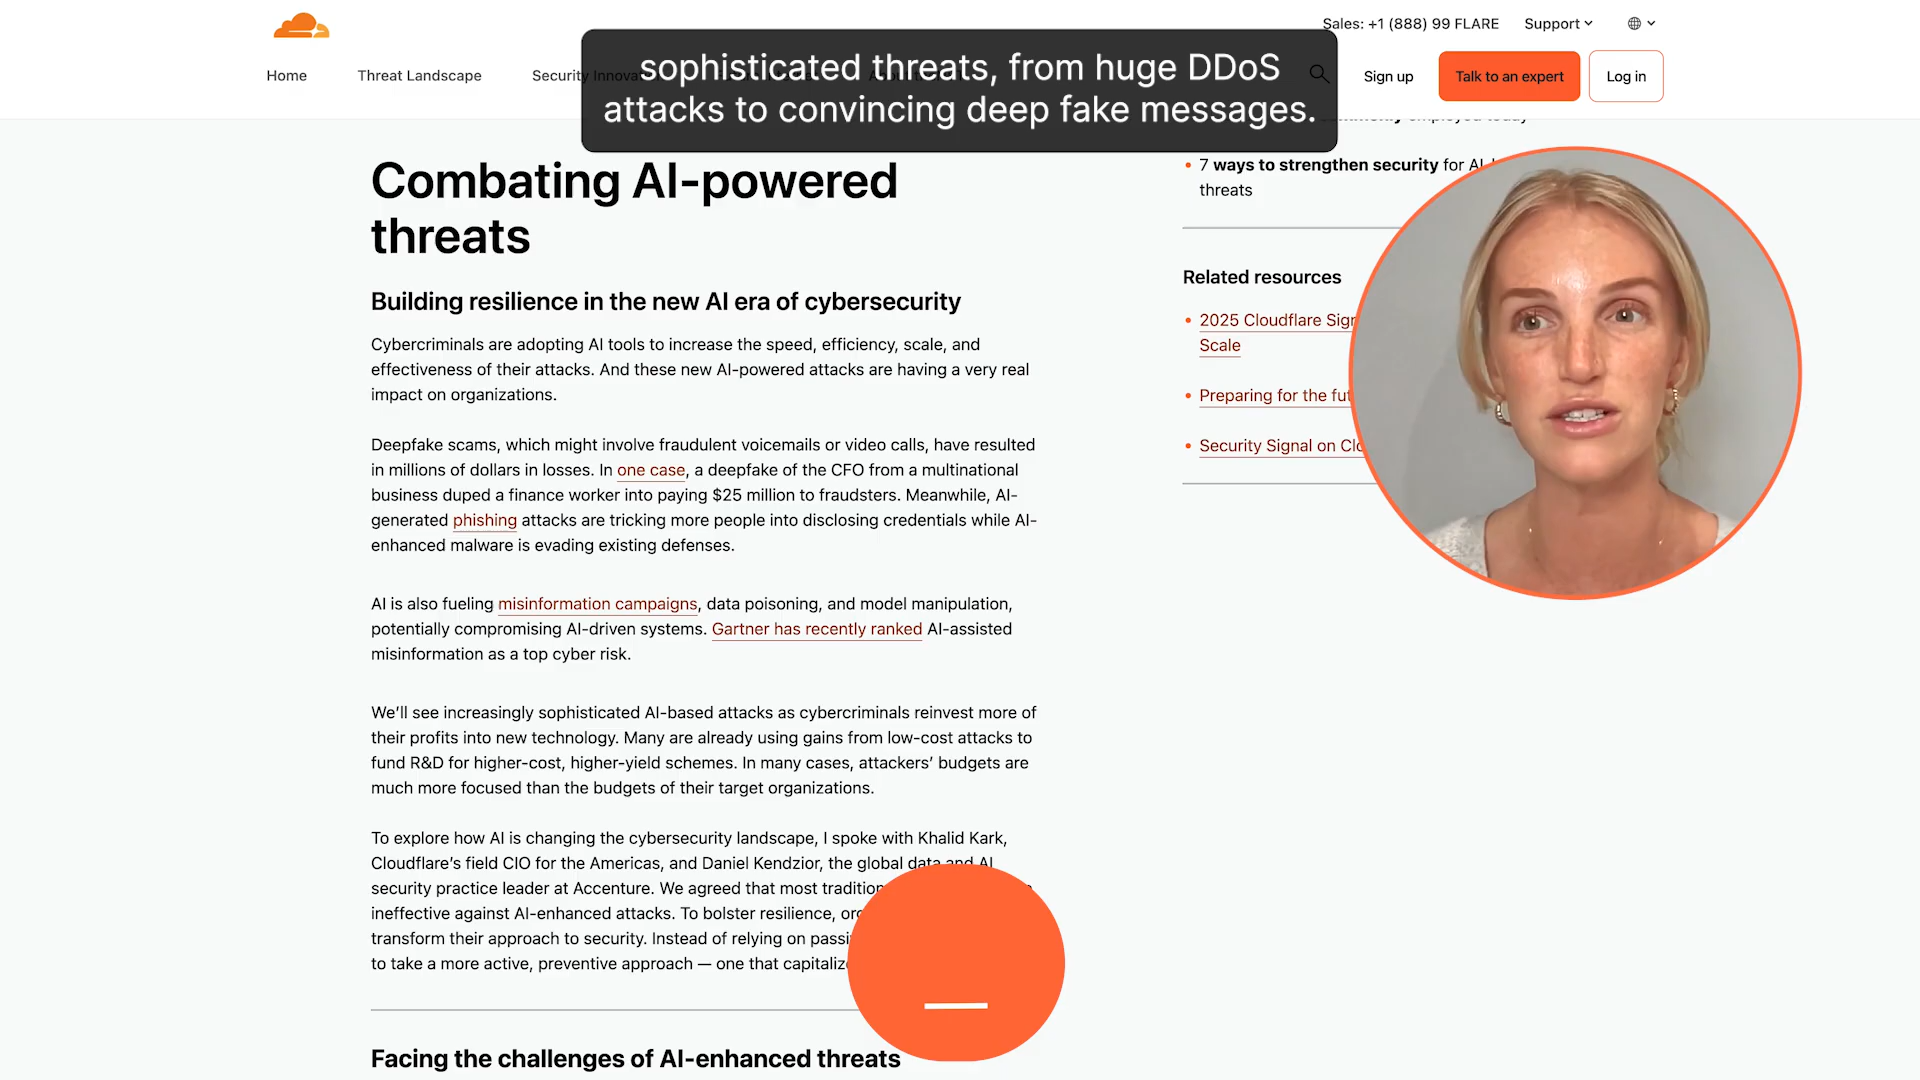 Sales: +1 (888) 99 FLARE
Support
Home
Threat Landscape
Security
Sign up
Talk to an expert
Log in
sophisticated threats, from huge DDoS
attacks to convincing deep fake messages.
employed today
7 ways to strengthen security for
threats
Related resources
2025 Cloudflare
Scale
Preparing for the
Security Signal on
Combating AI-powered
threats
Building resilience in the new AI era of cybersecurity
Cybercriminals are adopting AI tools to increase the speed, efficiency, scale, and
effectiveness of their attacks. And these new AI-powered attacks are having a very real
impact on organizations.
Deepfake scams, which might involve fraudulent voicemails or video calls, have resulted
in millions of dollars in losses. In one case, a deepfake of the CFO from a multinational
business duped a finance worker into paying $25 million to fraudsters. Meanwhile, AI-
generated phishing attacks are tricking more people into disclosing credentials while AI-
enhanced malware is evading existing defenses.
AI is also fueling misinformation campaigns, data poisoning, and model manipulation,
potentially compromising AI-driven systems. Gartner has recently ranked AI-assisted
misinformation as a top cyber risk.
We’ll see increasingly sophisticated AI-based attacks as cybercriminals reinvest more of
their profits into new technology. Many are already using gains from low-cost attacks to
fund R&D for higher-cost, higher-yield schemes. In many cases, attackers’ budgets are
much more focused than the budgets of their target organizations.
To explore how AI is changing the cybersecurity landscape, I spoke with Khalid Kark,
Cloudflare’s field CIO for the Americas, and Daniel Kendzior, the global data and AI
security practice leader at Accenture. We agreed that most
ineffective against AI-enhanced attacks. To bolster resilience,
transform their approach to security. Instead of relying on
to take a more active, preventive approach — one that
Facing the challenges of AI-enhanced threats